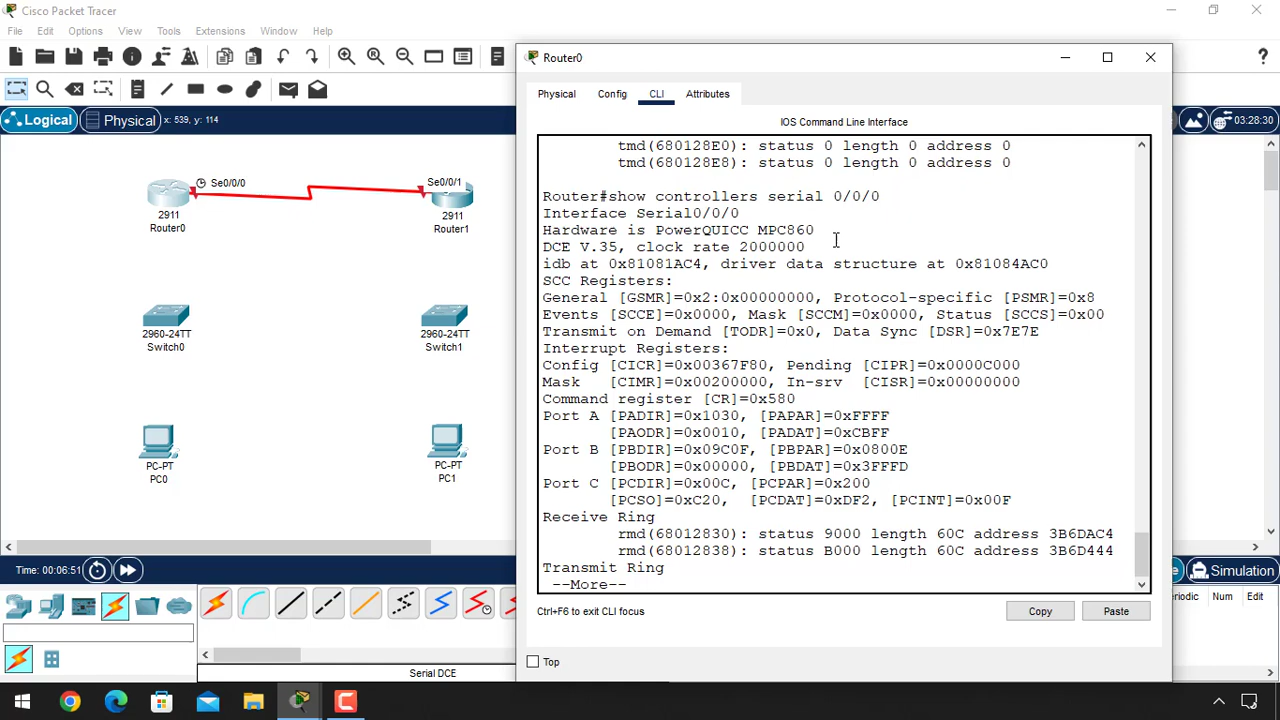 Cisco Packet Tracer
File Edit Options View Tools Extensions Window Help
Logical Physical x: 539, y: 114
03:28:30
Se0/0/0
Se0/0/1
2911
Router0
2911
Router1
2960-24TT
Switch0
2960-24TT
Switch1
PC-PT
PC0
PC-PT
PC1
Time: 00:06:51
Simulation
Num Edit
Serial DCE
Router0
Physical Config CLI Attributes
IOS Command Line Interface
tmd(680128E0): status 0 length 0 address 0
tmd(680128E8): status 0 length 0 address 0
Router#show controllers serial 0/0/0
Interface Serial0/0/0
Hardware is PowerQUICC MPC860
DCE V.35, clock rate 2000000
idb at 0x81081AC4, driver data structure at 0x81084AC0
SCC Registers:
General [GSMR]=0x2:0x00000000, Protocol-specific [PSMR]=0x8
Events [SCCE]=0x0000, Mask [SCCM]=0x0000, Status [SCCS]=0x00
Transmit on Demand [TODR]=0x0, Data Sync [DSR]=0x7E7E
Interrupt Registers:
Config [CICR]=0x00367F80, Pending [CIPR]=0x0000C000
Mask [CIMR]=0x00200000, In-srv [CISR]=0x00000000
Command register [CR]=0x580
Port A [PADIR]=0x1030, [PAPAR]=0xFFFF
[PAODR]=0x0010, [PADAT]=0xCBFF
Port B [PBDIR]=0x09C0F, [PBPAR]=0x0800E
[PBODR]=0x00000, [PBDAT]=0x3FFFD
Port C [PCDIR]=0x00C, [PCPAR]=0x200
[PCSO]=0xC20, [PCDAT]=0xDF2, [PCINT]=0x00F
Receive Ring
rmd(68012830): status 9000 length 60C address 3B6DAC4
rmd(68012838): status B000 length 60C address 3B6D444
Transmit Ring
--More--
Ctrl+F6 to exit CLI focus
Copy Paste
Top